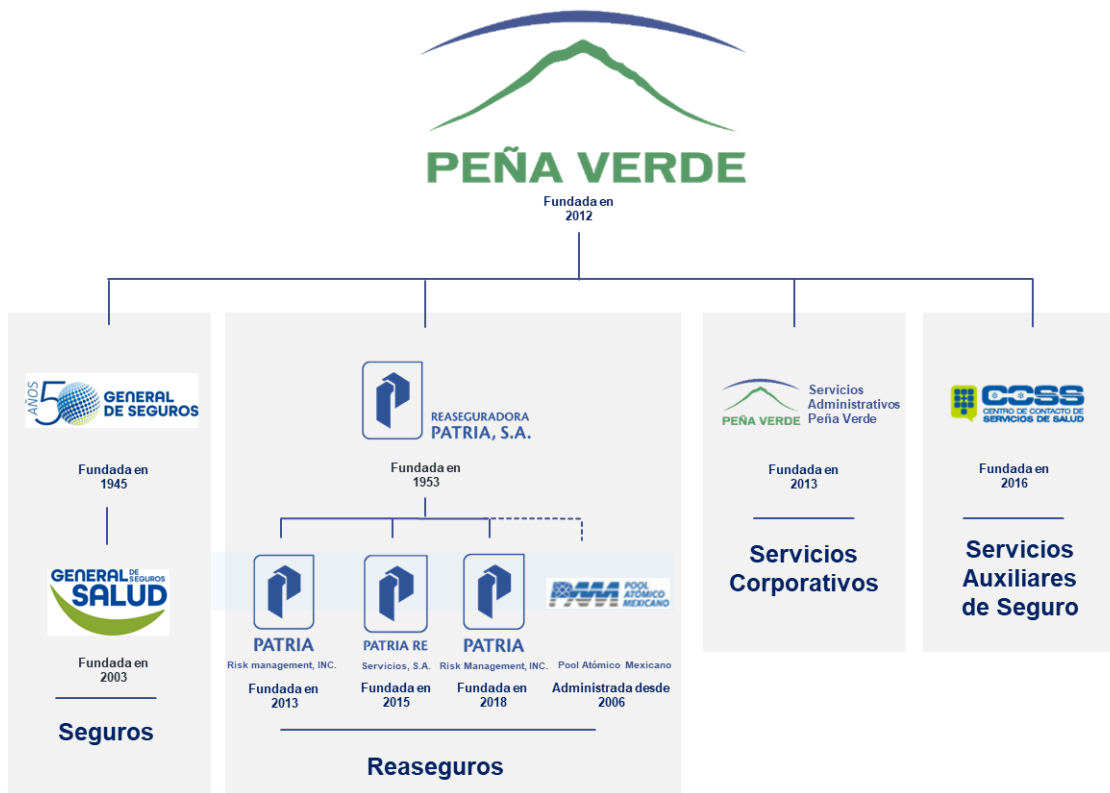 PEÑA VERDE
Fundada en
2012
AÑOS
50
GENERAL
DE SEGUROS
Fundada en
1945
GENERAL DE SEGUROS
SALUD
Fundada en
2003
Seguros
REASEGURADORA
PATRIA, S.A.
Fundada en
1953
PATRIA
Risk management, INC.
Fundada en
2013
PATRIA RE
Servicios, S.A.
Fundada en
2015
PATRIA
Risk Management, INC.
Fundada en
2018
PAM
POOL
ATÓMICO
MEXICANO
Pool Atómico Mexicano
Administrada desde
2006
Reaseguros
PEÑA VERDE
Servicios
Administrativos
Peña Verde
Fundada en
2013
Servicios
Corporativos
CCSS
CENTRO DE CONTACTO DE
SERVICIOS DE SALUD
Fundada en
2016
Servicios
Auxiliares
de Seguro